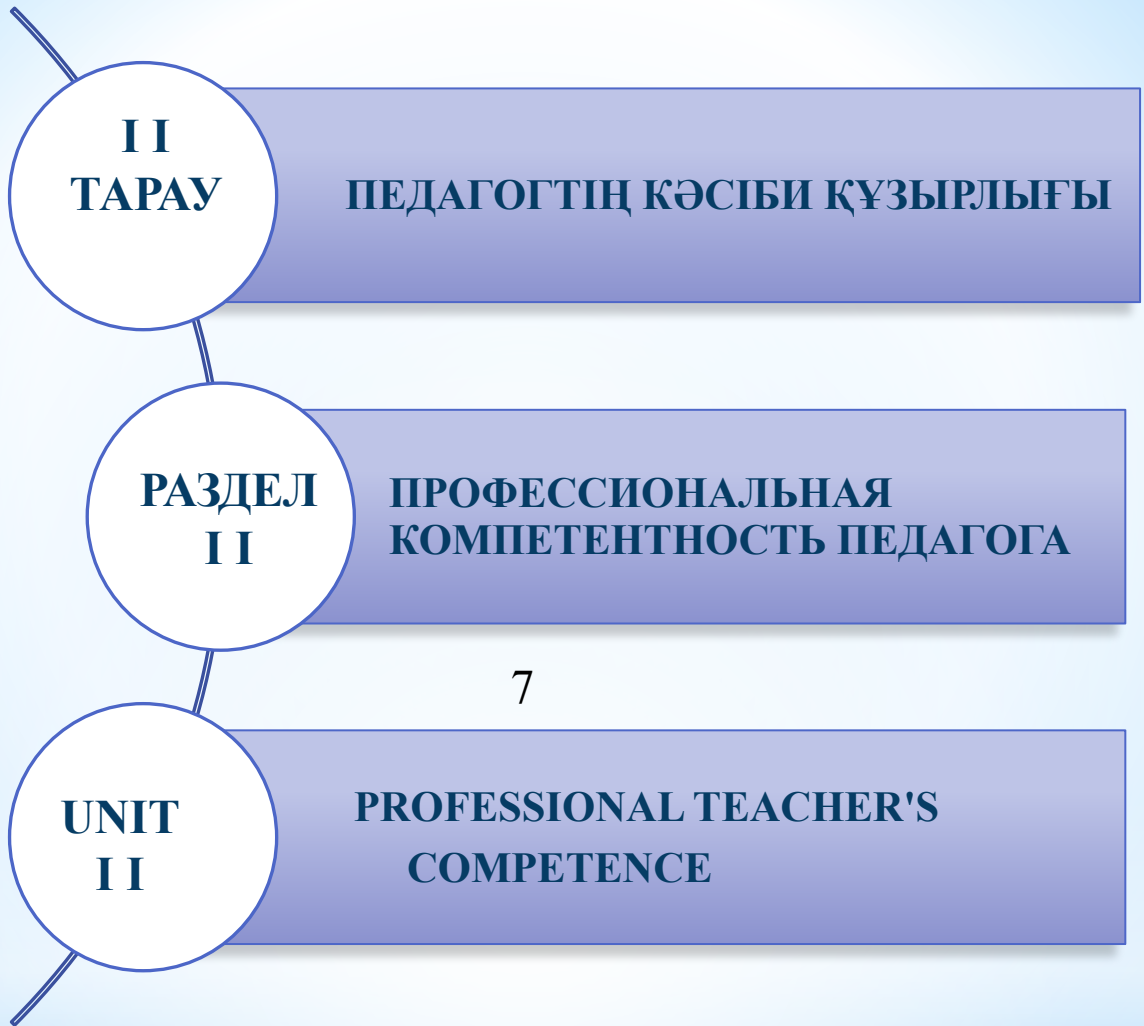 I I
ТАРАУ
ПЕДАГОГТІҢ КӘСІБИ ҚҰЗЫРЛЫҒЫ
РАЗДЕЛ
I I
ПРОФЕССИОНАЛЬНАЯ
КОМПЕТЕНТНОСТЬ ПЕДАГОГА
7
UNIT
I I
PROFESSIONAL TEACHER'S
COMPETENCE